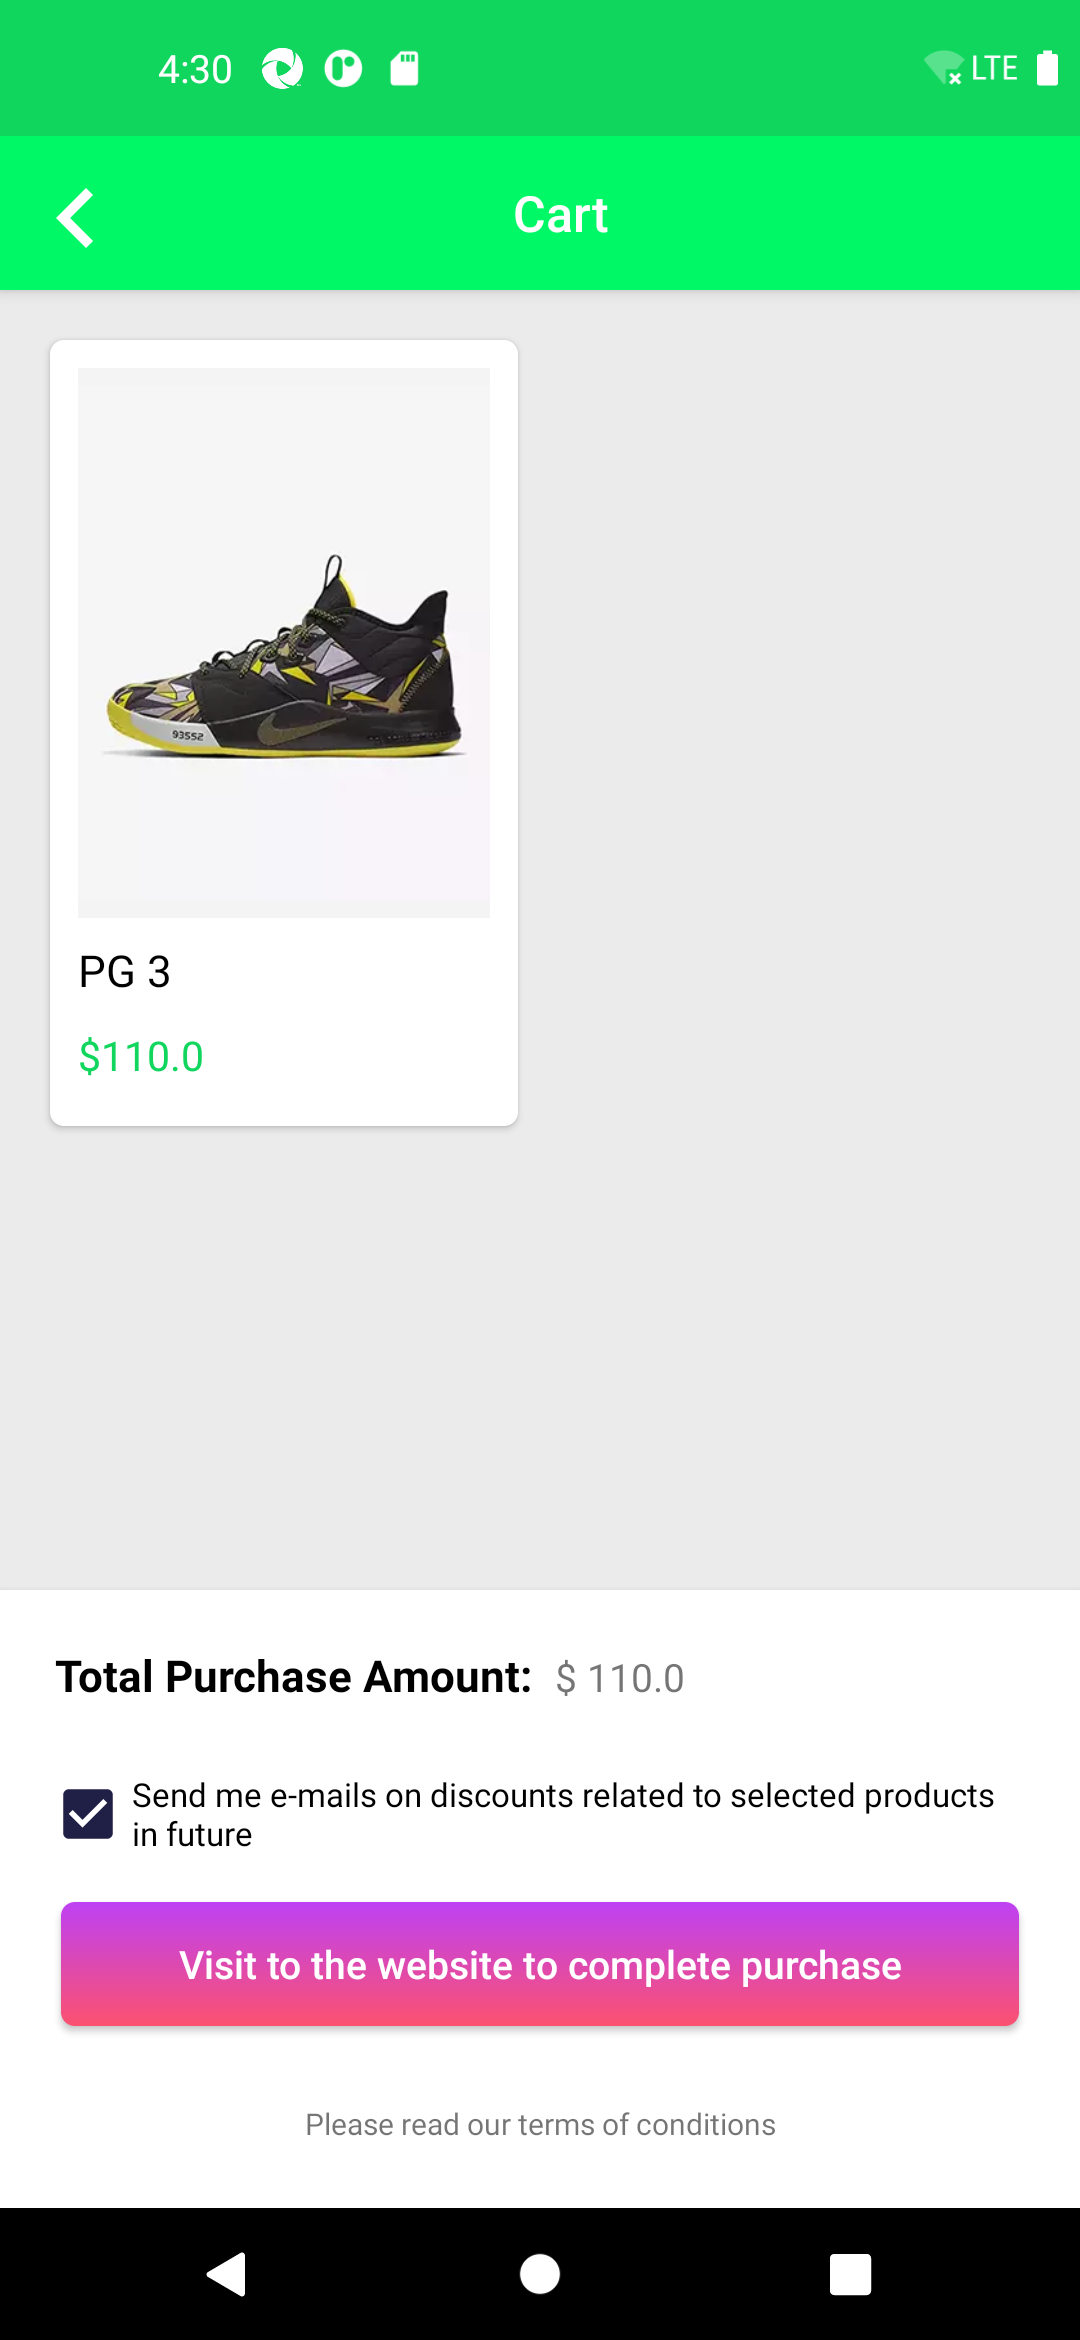 4:30
LTE
Cart
93552
PG 3
$110.0
Total Purchase Amount: $ 110.0
Send me e-mails on discounts related to selected products
in future
Visit to the website to complete purchase
Please read our terms of conditions